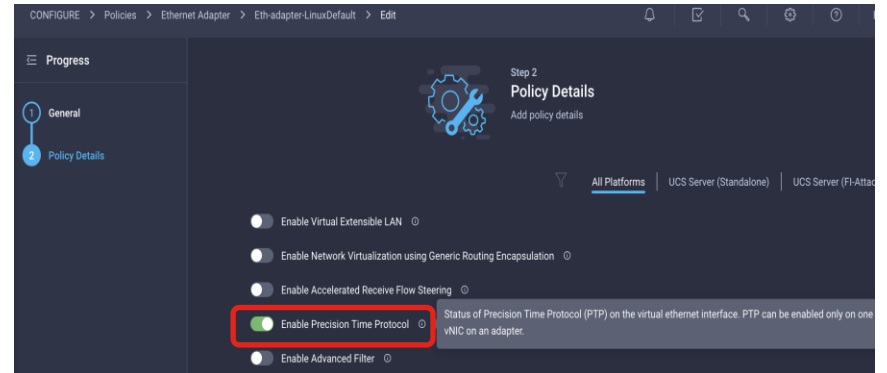 CONFIGURE > Policies > Ethernet Adapter > Eth-adapter-LinuxDefault > Edit
Progress
Step 2
Policy Details
Add policy details
1 General
2 Policy Details
All Platforms | UCS Server (Standalone) | UCS Server (FI-Attac
Enable Virtual Extensible LAN
Enable Network Virtualization using Generic Routing Encapsulation
Enable Accelerated Receive Flow Steering
Enable Precision Time Protocol
Status of Precision Time Protocol (PTP) on the virtual ethernet interface. PTP can be enabled only on one
vNIC on an adapter.
Enable Advanced Filter